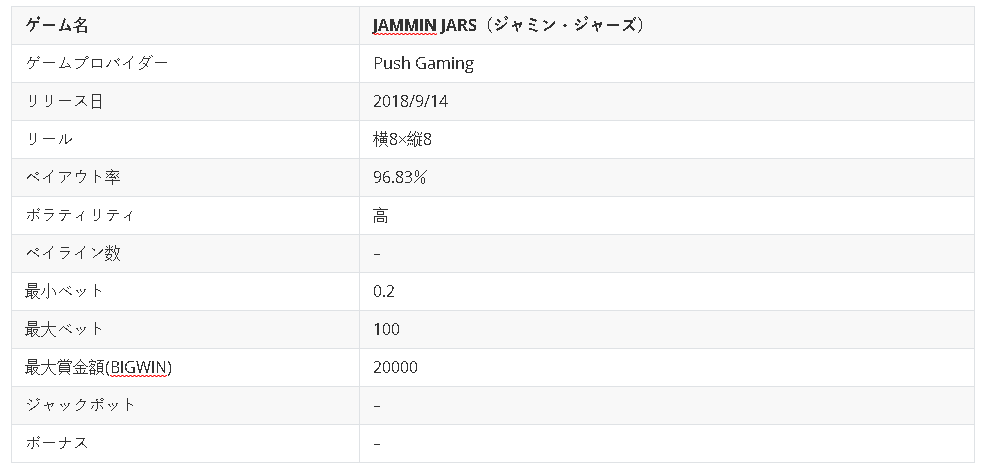 ゲーム名 JAMMIN JARS（ジャミン・ジャーズ）
ゲームプロバイダー Push Gaming
リリース日 2018/9/14
リール 横8×縦8
ペイアウト率 96.83%
ボラティリティ 高
ペイライン数 –
最小ベット 0.2
最大ベット 100
最大賞金額(BIGWIN) 20000
ジャックポット –
ボーナス –